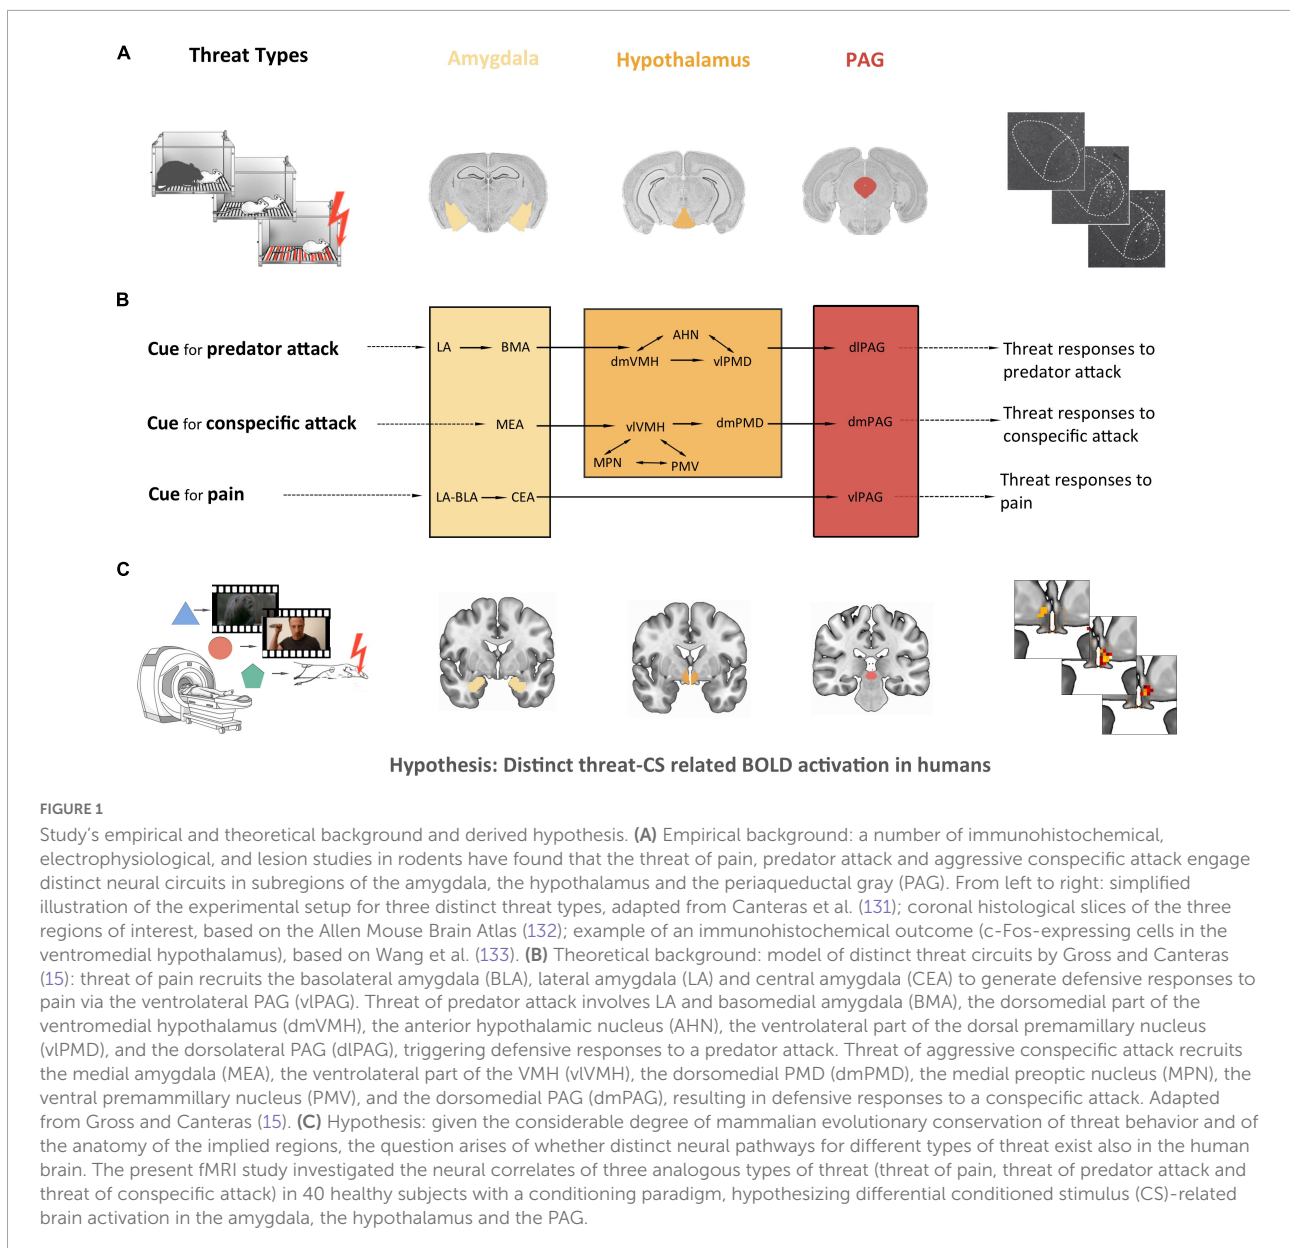 A
Threat Types
Amygdala
Hypothalamus
PAG
B
Cue for predator attack
LA
BMA
AHN
dmVMH
vlPMD
dlPAG
Threat responses to
predator attack
Cue for conspecific attack
MEA
vlVMH
dmPMD
MPN
PMV
dmPAG
Threat responses to
conspecific attack
Cue for pain
LA-BLA
CEA
vlPAG
Threat responses to
pain
C
Hypothesis: Distinct threat-CS related BOLD activation in humans
FIGURE 1
Study's empirical and theoretical background and derived hypothesis. (A) Empirical background: a number of immunohistochemical,
electrophysiological, and lesion studies in rodents have found that the threat of pain, predator attack and aggressive conspecific attack engage
distinct neural circuits in subregions of the amygdala, the hypothalamus and the periaqueductal gray (PAG). From left to right: simplified
illustration of the experimental setup for three distinct threat types, adapted from Canteras et al. (131); coronal histological slices of the three
regions of interest, based on the Allen Mouse Brain Atlas (132); example of an immunohistochemical outcome (c-Fos-expressing cells in the
ventromedial hypothalamus), based on Wang et al. (133). (B) Theoretical background: model of distinct threat circuits by Gross and Canteras
(15): threat of pain recruits the basolateral amygdala (BLA), lateral amygdala (LA) and central amygdala (CEA) to generate defensive responses to
pain via the ventrolateral PAG (vlPAG). Threat of predator attack involves LA and basomedial amygdala (BMA), the dorsomedial part of the
ventromedial hypothalamus (dmVMH), the anterior hypothalamic nucleus (AHN), the ventrolateral part of the dorsal premamillary nucleus
(vlPMD), and the dorsolateral PAG (dlPAG), triggering defensive responses to a predator attack. Threat of aggressive conspecific attack recruits
the medial amygdala (MEA), the ventrolateral part of the VMH (vlVMH), the dorsomedial PMD (dmPMD), the medial preoptic nucleus (MPN), the
ventral premammillary nucleus (PMV), and the dorsomedial PAG (dmPAG), resulting in defensive responses to a conspecific attack. Adapted
from Gross and Canteras (15). (C) Hypothesis: given the considerable degree of mammalian evolutionary conservation of threat behavior and of
the anatomy of the implied regions, the question arises of whether distinct neural pathways for different types of threat exist also in the human
brain. The present fMRI study investigated the neural correlates of three analogous types of threat (threat of pain, threat of predator attack and
threat of conspecific attack) in 40 healthy subjects with a conditioning paradigm, hypothesizing differential conditioned stimulus (CS)-related
brain activation in the amygdala, the hypothalamus and the PAG.